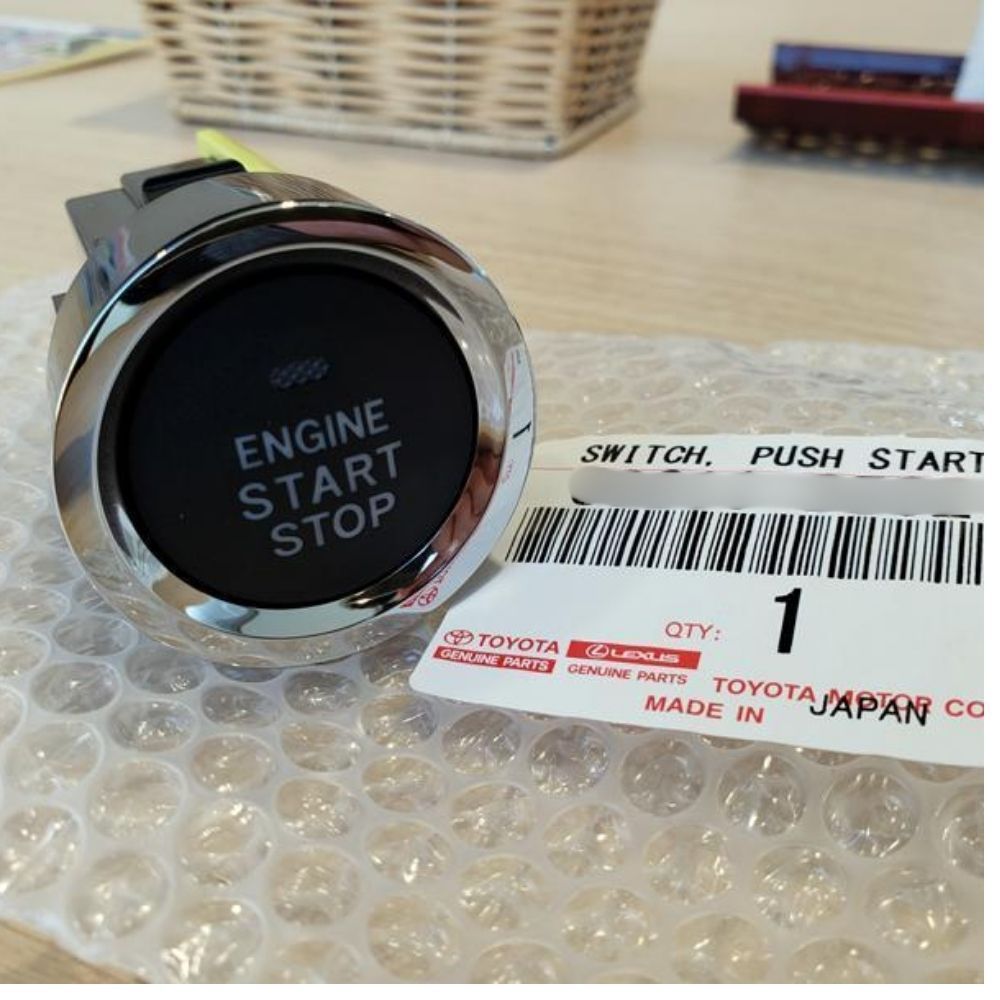 ENGINE
START
STOP
SWITCH, PUSH START
QTY: 1
TOYOTA
GENUINE PARTS
LEXUS
GENUINE PARTS
TOYOTA MOTOR CO
MADE IN JAPAN